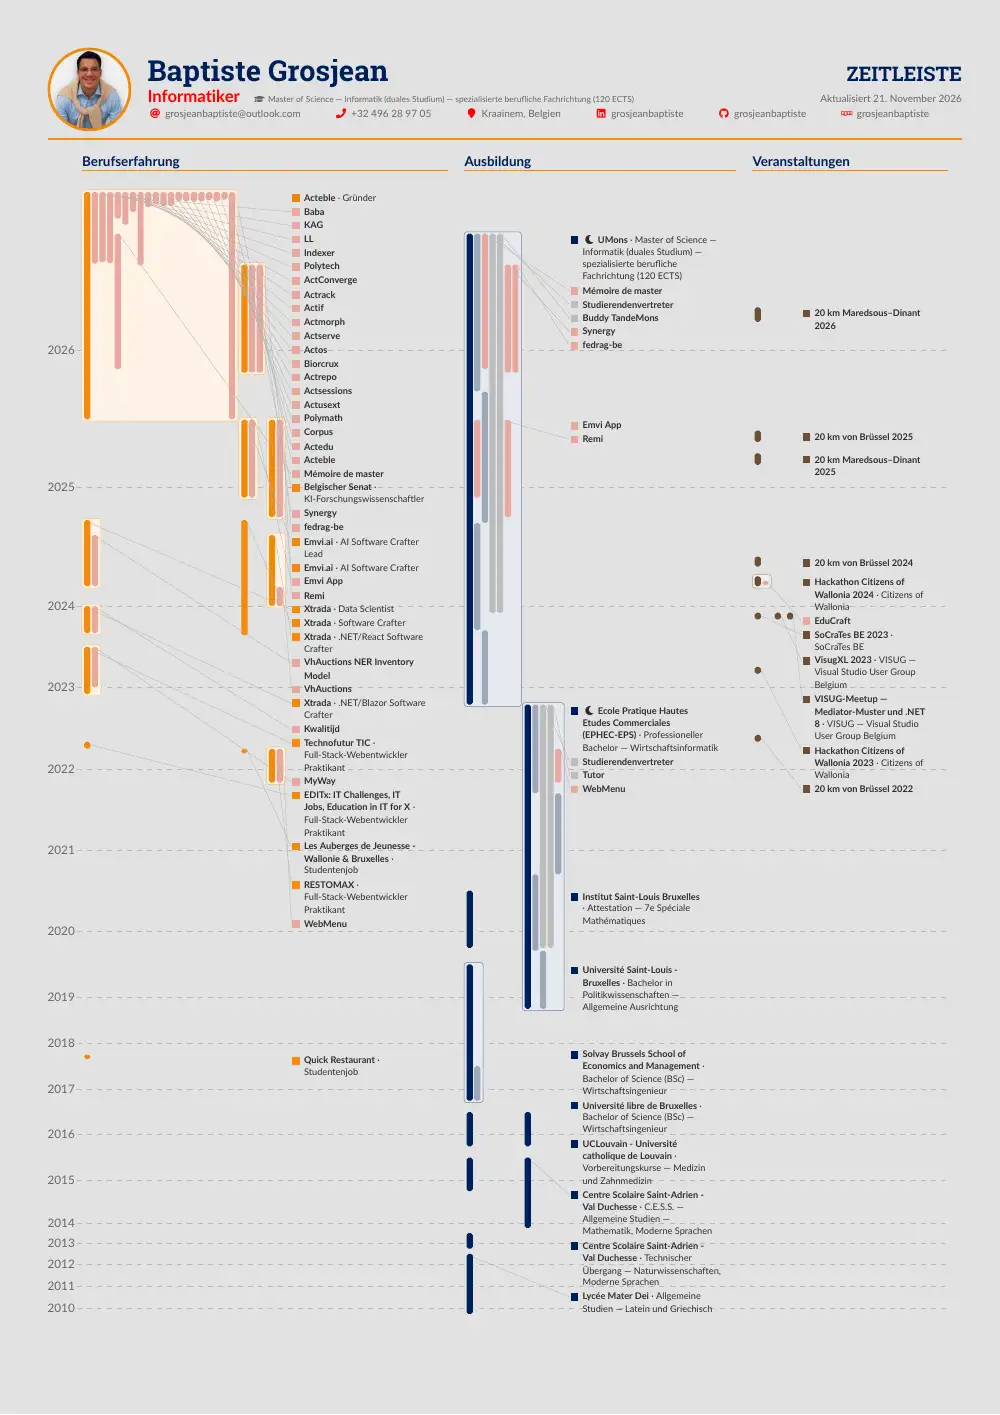 Baptiste Grosjean
ZEITLEISTE
Informatiker
Master of Science — Informatik (duales Studium) — spezialisierte berufliche Fachrichtung (120 ECTS)
Aktualisiert 21. November 2026
grosjeanbaptiste@outlook.com
+32 496 28 97 05
Kraainem, Belgien
grosjeanbaptiste
grosjeanbaptiste
grosjeanbaptiste
Berufserfahrung
Acteble · Gründer
Baba
KAG
LL
Indexer
Polytech
ActConverge
Actrack
Actif
Actmorph
Actserve
Actos
Biorcrux
Actrepo
Actsessions
Actusext
Polymath
Corpus
Actedu
Acteble
Mémoire de master
Belgischer Senat ·
KI-Forschungswissenschaftler
Synergy
fedrag-be
Emvi.ai · AI Software Crafter
Lead
Emvi.ai · AI Software Crafter
Emvi App
Remi
Xtrada · Data Scientist
Xtrada · Software Crafter
Xtrada · .NET/React Software
Crafter
VhAuctions NER Inventory
Model
VhAuctions
Xtrada · .NET/Blazor Software
Crafter
Kwalitijd
Technofutur TIC ·
Full-Stack-Webentwickler
Praktikant
MyWay
EDITx: IT Challenges, IT
Jobs, Education in IT for X ·
Full-Stack-Webentwickler
Praktikant
Les Auberges de Jeunesse -
Wallonie & Bruxelles ·
Studentenjob
RESTOMAX ·
Full-Stack-Webentwickler
Praktikant
WebMenu
Quick Restaurant ·
Studentenjob
Ausbildung
UMons · Master of Science —
Informatik (duales Studium) —
spezialisierte berufliche
Fachrichtung (120 ECTS)
Mémoire de master
Studierendenvertreter
Buddy TandeMons
Synergy
fedrag-be
Emvi App
Remi
Ecole Pratique Hautes
Etudes Commerciales
(EPHEC-EPS) · Professioneller
Bachelor — Wirtschaftsinformatik
Studierendenvertreter
Tutor
WebMenu
Institut Saint-Louis Bruxelles
· Attestation — 7e Spéciale
Mathématiques
Université Saint-Louis -
Bruxelles · Bachelor in
Politikwissenschaften —
Allgemeine Ausrichtung
Solvay Brussels School of
Economics and Management ·
Bachelor of Science (BSc) —
Wirtschaftsingenieur
Université libre de Bruxelles ·
Bachelor of Science (BSc) —
Wirtschaftsingenieur
UCLouvain - Université
catholique de Louvain ·
Vorbereitungskurse — Medizin
und Zahnmedizin
Centre Scolaire Saint-Adrien -
Val Duchesse · C.E.S.S. —
Allgemeine Studien —
Mathematik, Moderne Sprachen
Centre Scolaire Saint-Adrien -
Val Duchesse · Technischer
Übergang — Naturwissenschaften,
Moderne Sprachen
Lycée Mater Dei · Allgemeine
Studien — Latein und Griechisch
Veranstaltungen
20 km Maredsous–Dinant
2026
20 km von Brüssel 2025
20 km Maredsous–Dinant
2025
20 km von Brüssel 2024
Hackathon Citizens of
Wallonia 2024 · Citizens of
Wallonia
EduCraft
SoCraTes BE 2023 ·
SoCraTes BE
VisugXL 2023 · VISUG —
Visual Studio User Group
Belgium
VISUG-Meetup —
Mediator-Muster und .NET
8 · VISUG — Visual Studio
User Group Belgium
Hackathon Citizens of
Wallonia 2023 · Citizens of
Wallonia
20 km von Brüssel 2022
2026
2025
2024
2023
2022
2021
2020
2019
2018
2017
2016
2015
2014
2013
2012
2011
2010